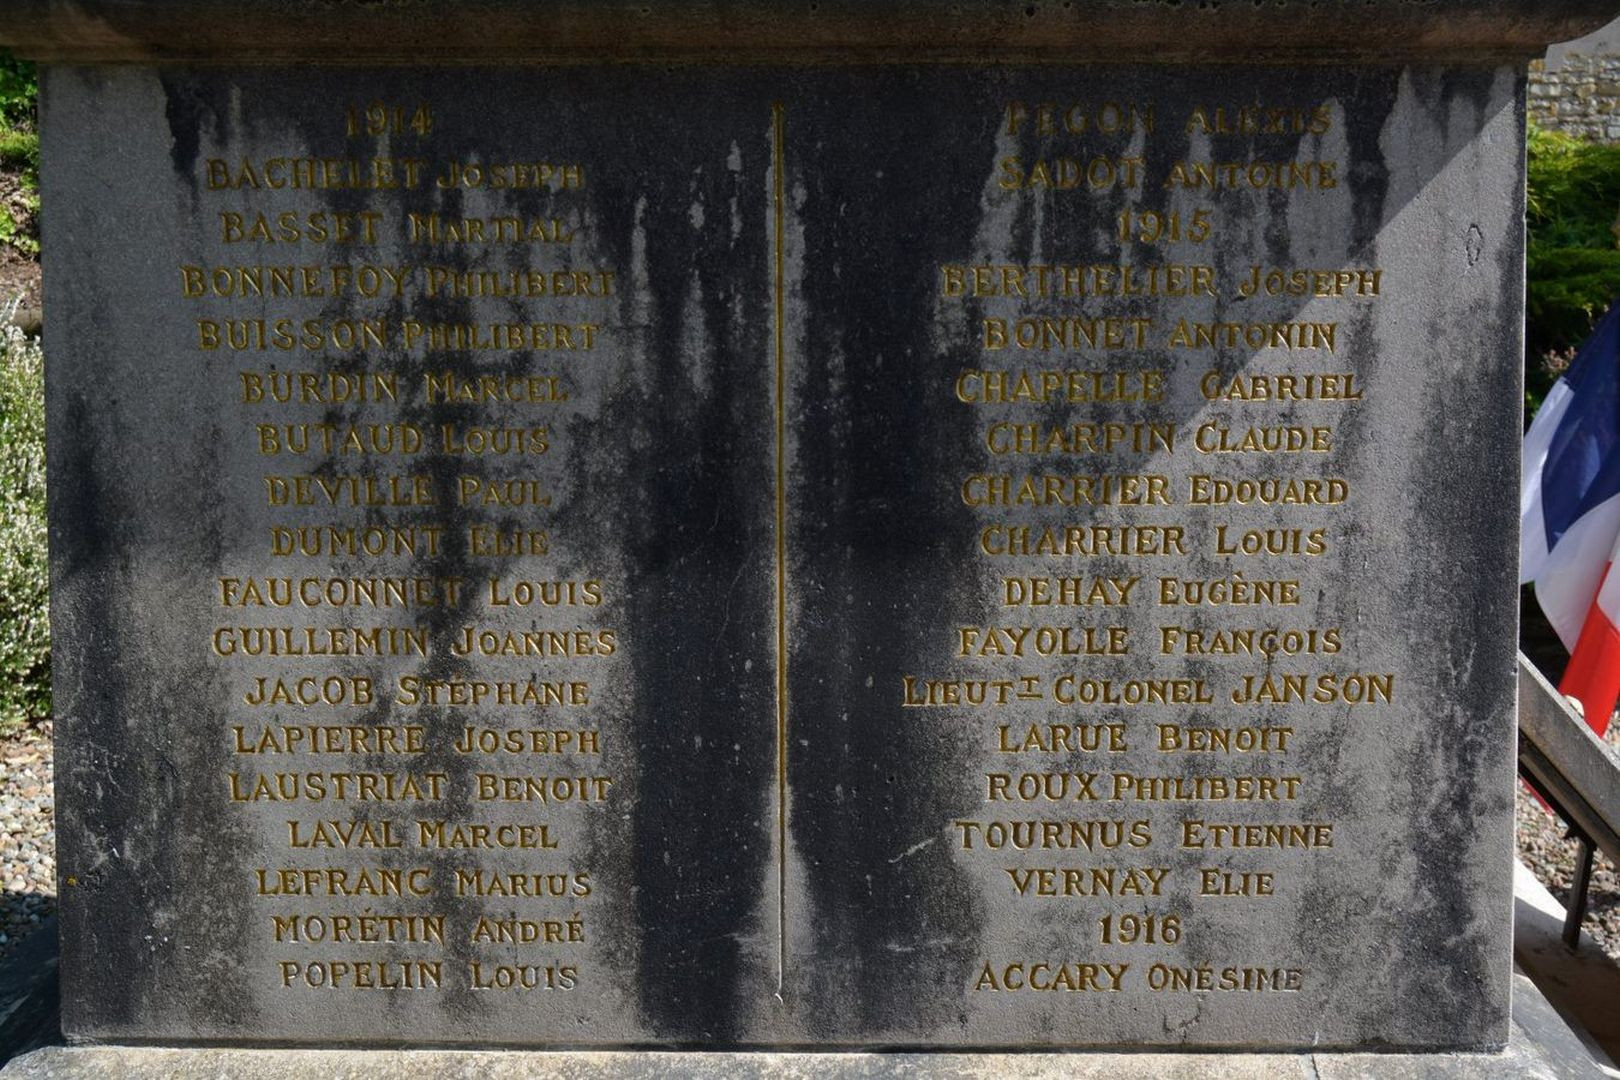 1914
BACHELET JOSEPH
BASSET MARTIAL
BONNEFOY PHILIBERT
BUISSON PHILIBERT
BURDIN MARCEL
BUTAUD LOUIS
DEVILLE PAUL
DUMONT ELIE
FAUCONNET LOUIS
GUILLEMIN JOANNÈS
JACOB STÉPHANE
LAPIERRE JOSEPH
LAUSTRIAT BENOIT
LAVAL MARCEL
LEFRANC MARIUS
MORÉTIN ANDRÉ
POPELIN LOUIS
PEGON ALEXIS
SADOT ANTOINE
1915
BERTHELIER JOSEPH
BONNET ANTONIN
CHAPELLE GABRIEL
CHARPIN CLAUDE
CHARRIER EDOUARD
CHARRIER LOUIS
DEHAY EUGÈNE
FAYOLLE FRANÇOIS
LIEUTT COLONEL JANSON
LARUE BENOIT
ROUX PHILIBERT
TOURNUS ETIENNE
VERNAY ELIE
1916
ACCARY ONÉSIME